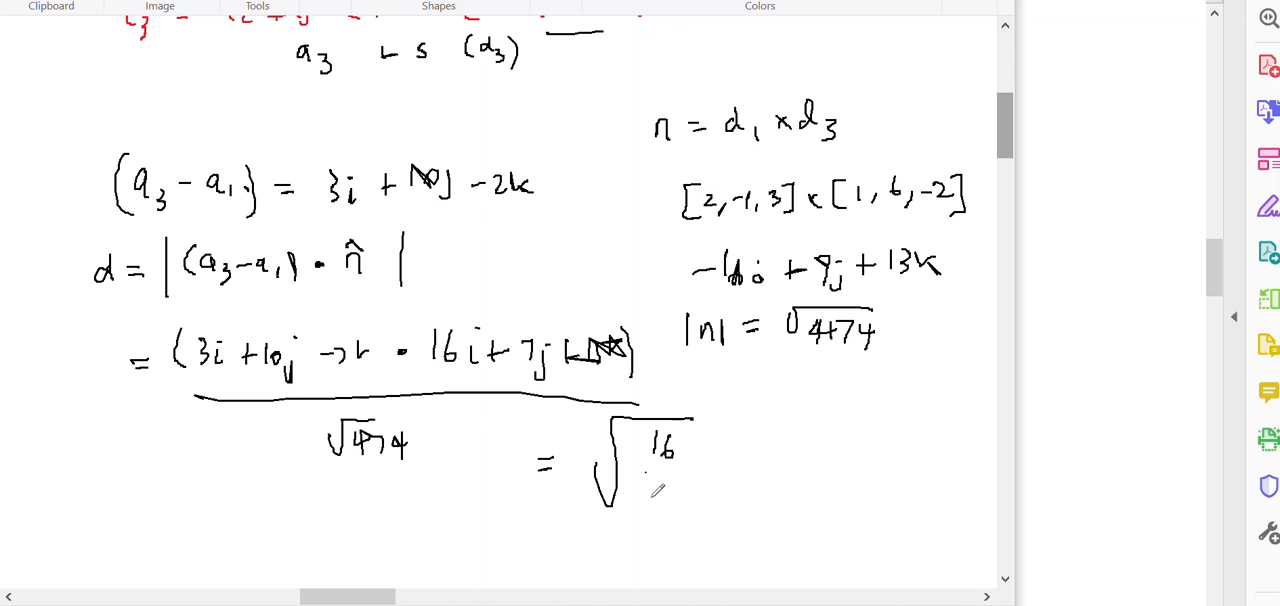 Clipboard Image Tools Shapes Colors
a3 L s (d3)
n = d1 × d3
(a3 - a1) = 3i + 10j - 2k
[2, -1, 3] × [1, 6, -2]
d = | (a3 - a1) • n̂ |
-16i + 7j + 13k
|n| = √474
= (3i + 10j - 2k • 16i + 7j
√474
= √16